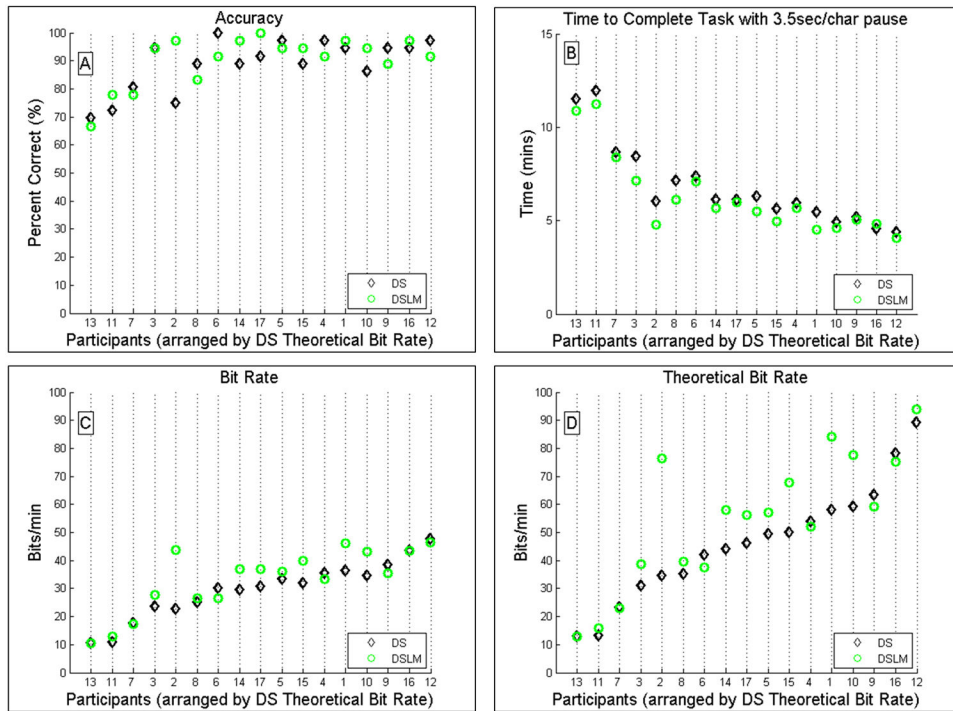 Accuracy
A
100
90
80
70
60
50
40
30
20
10
0
Percent Correct (%)
DS
DSLM
13 11 7 3 2 8 6 14 17 5 15 4 1 10 9 16 12
Participants (arranged by DS Theoretical Bit Rate)
Time to Complete Task with 3.5sec/char pause
B
15
10
5
0
Time (mins)
DS
DSLM
13 11 7 3 2 8 6 14 17 5 15 4 1 10 9 16 12
Participants (arranged by DS Theoretical Bit Rate)
Bit Rate
C
100
90
80
70
60
50
40
30
20
10
0
Bits/min
DS
DSLM
13 11 7 3 2 8 6 14 17 5 15 4 1 10 9 16 12
Participants (arranged by DS Theoretical Bit Rate)
Theoretical Bit Rate
D
100
90
80
70
60
50
40
30
20
10
0
Bits/min
DS
DSLM
13 11 7 3 2 8 6 14 17 5 15 4 1 10 9 16 12
Participants (arranged by DS Theoretical Bit Rate)